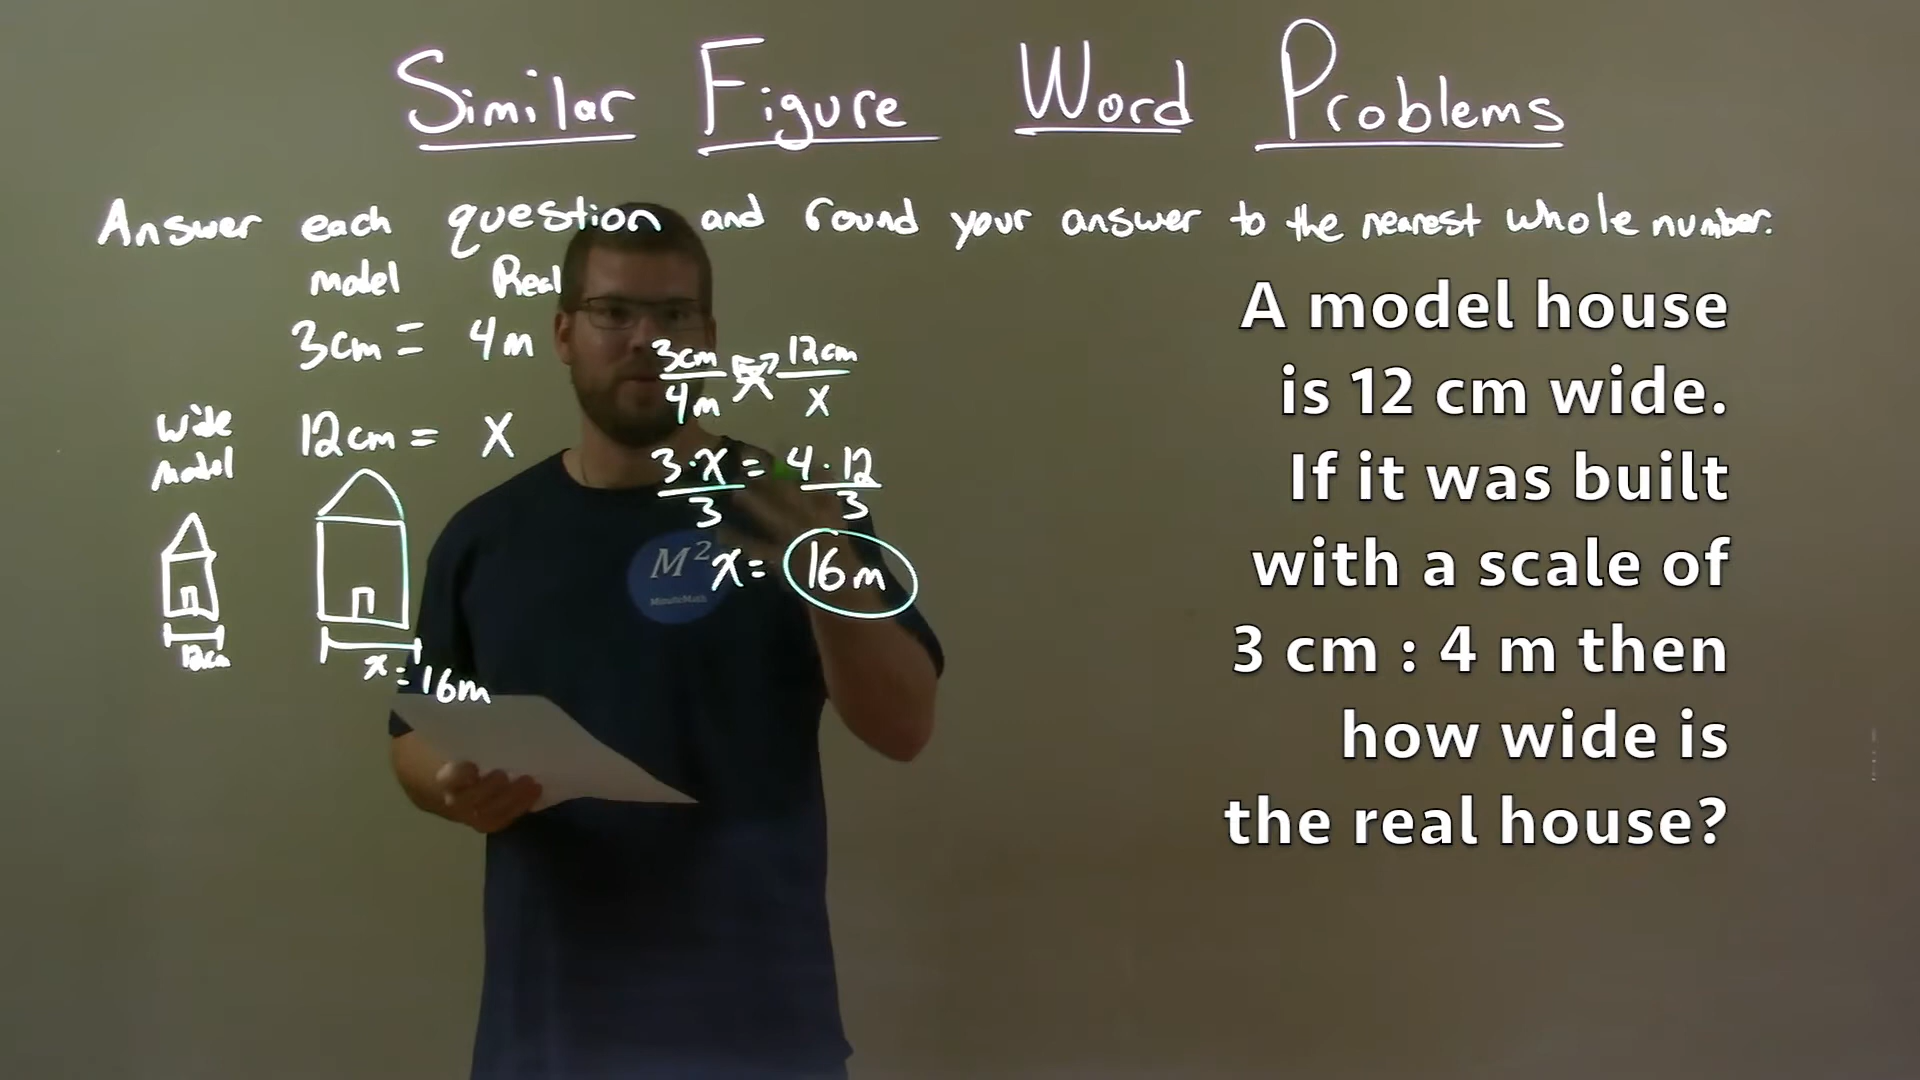 Similar Figure Word Problems
Answer each question and round your answer to the nearest whole number.
model Real
3cm = 4m
wide model
12cm = X
12cm
x = 16m
3cm/4m 12cm/x
3·x/3 = 4·12/3
x = 16m
M²
MinuteMath
A model house
is 12 cm wide.
If it was built
with a scale of
3 cm : 4 m then
how wide is
the real house?